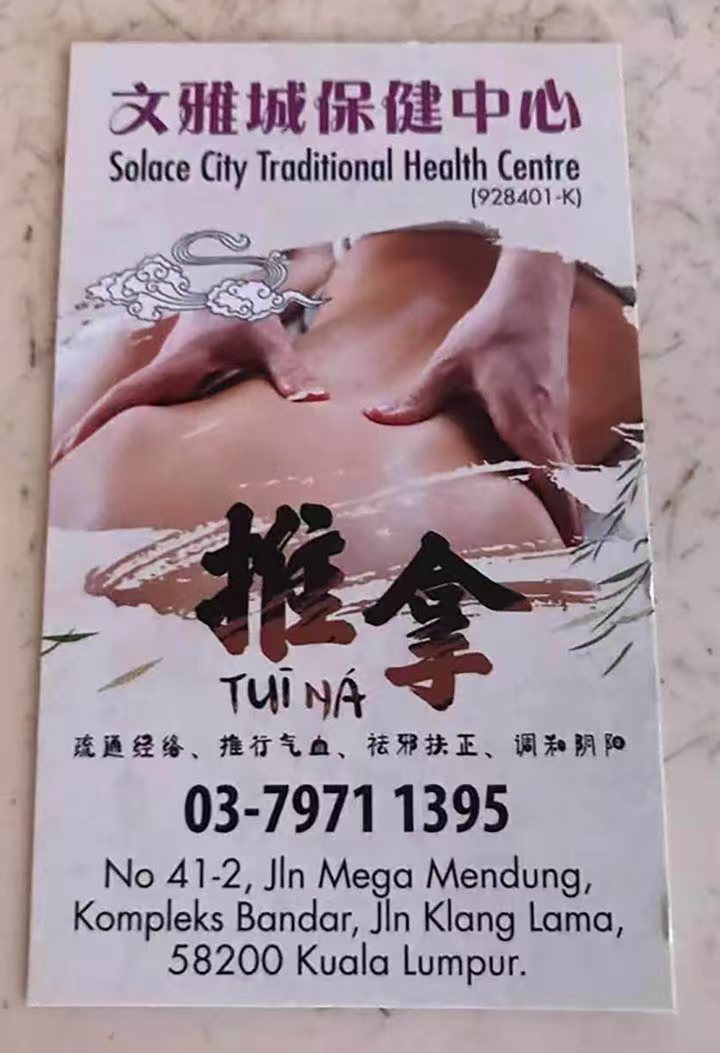 文雅城保健中心
Solace City Traditional Health Centre
(928401-K)
推拿
TUĪ NÁ
疏通经络、推行气血、祛邪扶正、调和阴阳
03-7971 1395
No 41-2, Jln Mega Mendung,
Kompleks Bandar, Jln Klang Lama,
58200 Kuala Lumpur.